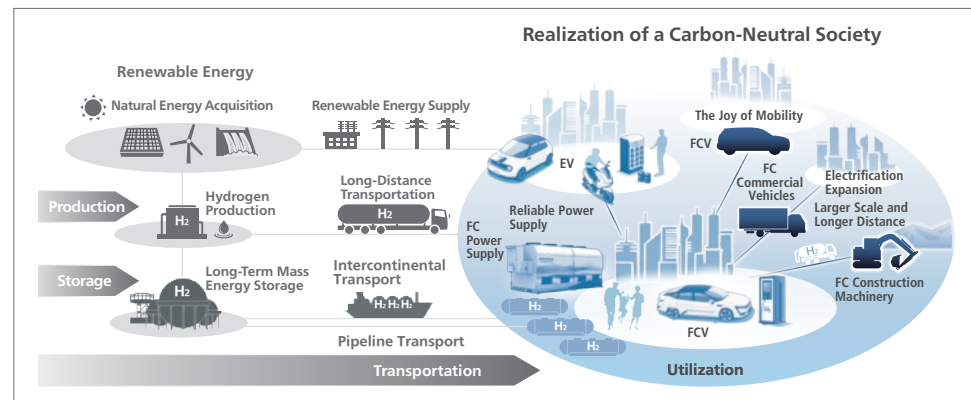 Realization of a Carbon-Neutral Society
Renewable Energy
Natural Energy Acquisition
Renewable Energy Supply
The Joy of Mobility
FCV
EV
FC
Commercial
Vehicles
Electrification
Expansion
Production
H2
Hydrogen
Production
Long-Distance
Transportation
H2
Reliable Power
Supply
FC
Power
Supply
Larger Scale and
Longer Distance
H2
FC Construction
Machinery
Storage
H2
Long-Term Mass
Energy Storage
Intercontinental
Transport
H2 H2 H2
H2
H2
H2
FCV
Pipeline Transport
Transportation
Utilization